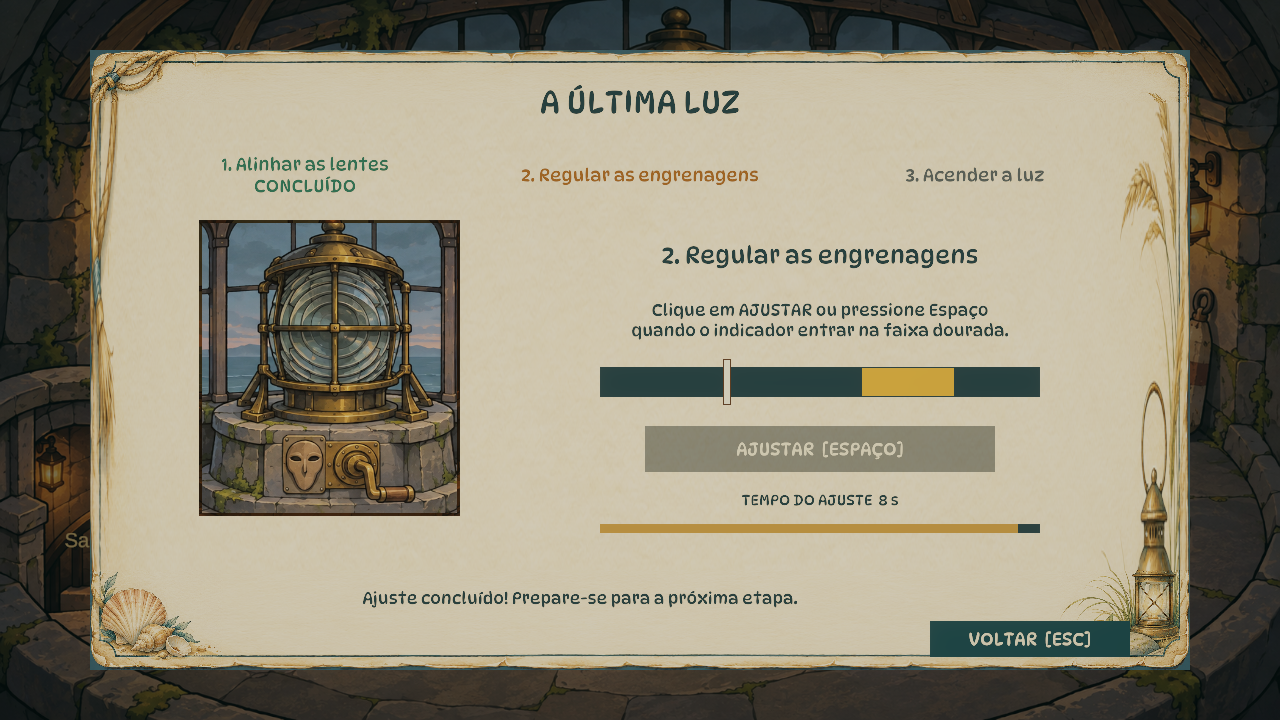 A ÚLTIMA LUZ
1. Alinhar as lentes
CONCLUÍDO
2. Regular as engrenagens
3. Acender a luz
2. Regular as engrenagens
Clique em AJUSTAR ou pressione Espaço
quando o indicador entrar na faixa dourada.
AJUSTAR [ESPAÇO]
TEMPO DO AJUSTE 8 s
Sa
Ajuste concluído! Prepare-se para a próxima etapa.
VOLTAR [ESC]